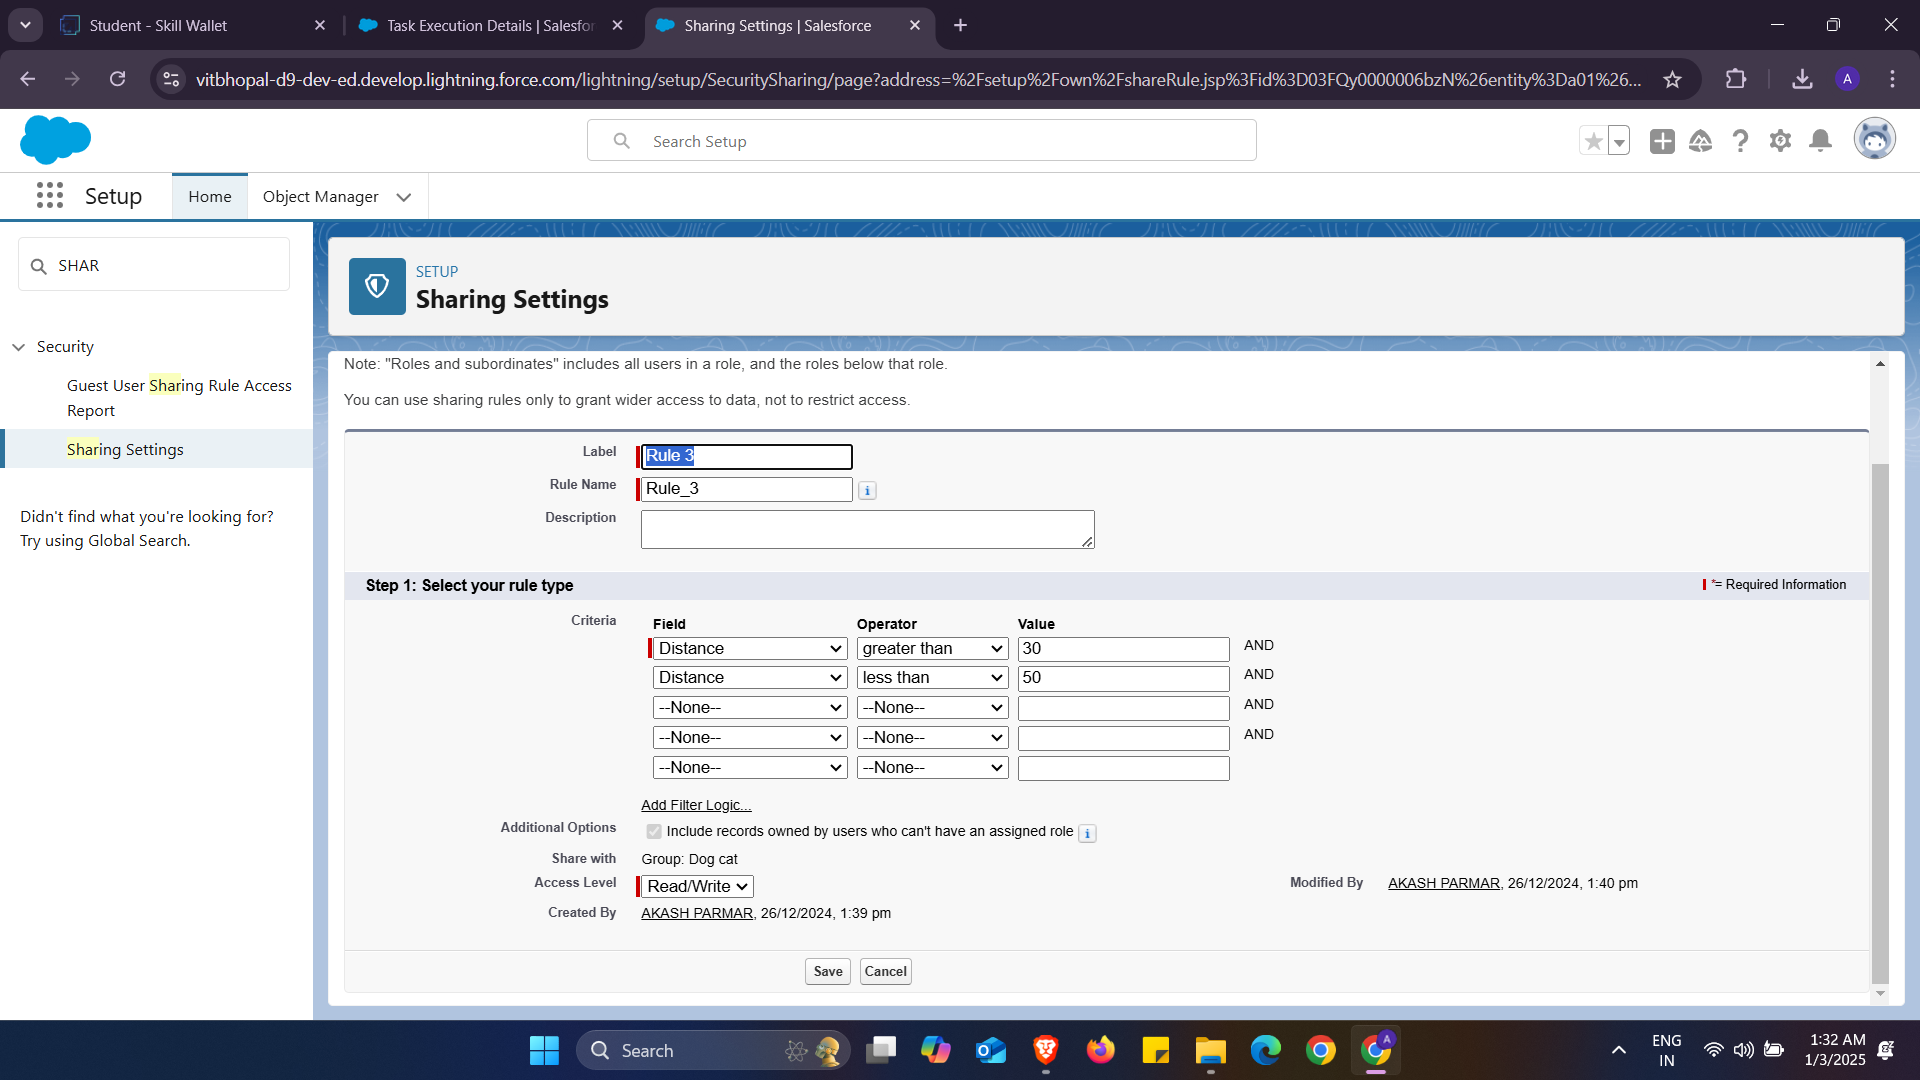 Student - Skill Wallet
Task Execution Details | Salesfor
Sharing Settings | Salesforce
vitbhopal-d9-dev-ed.develop.lightning.force.com/lightning/setup/SecuritySharing/page?address=%2Fsetup%2Fown%2FshareRule.jsp%3Fid%3D03FQy0000006bzN%26entity%3Da01%26...
A
Search Setup
Setup
Home
Object Manager
SHAR
Security
Guest User Sharing Rule Access
Report
Sharing Settings
Didn't find what you're looking for?
Try using Global Search.
SETUP
Sharing Settings
Note: "Roles and subordinates" includes all users in a role, and the roles below that role.
You can use sharing rules only to grant wider access to data, not to restrict access.
Label Rule 3
Rule Name Rule_3 i
Description
Step 1: Select your rule type
*= Required Information
Criteria Field Operator Value
Distance greater than 30 AND
Distance less than 50 AND
--None-- --None-- AND
--None-- --None-- AND
--None-- --None--
Add Filter Logic...
Additional Options Include records owned by users who can't have an assigned role i
Share with Group: Dog cat
Access Level Read/Write Modified By AKASH PARMAR, 26/12/2024, 1:40 pm
Created By AKASH PARMAR, 26/12/2024, 1:39 pm
Save Cancel
Search
A
ENG
IN
1:32 AM
1/3/2025